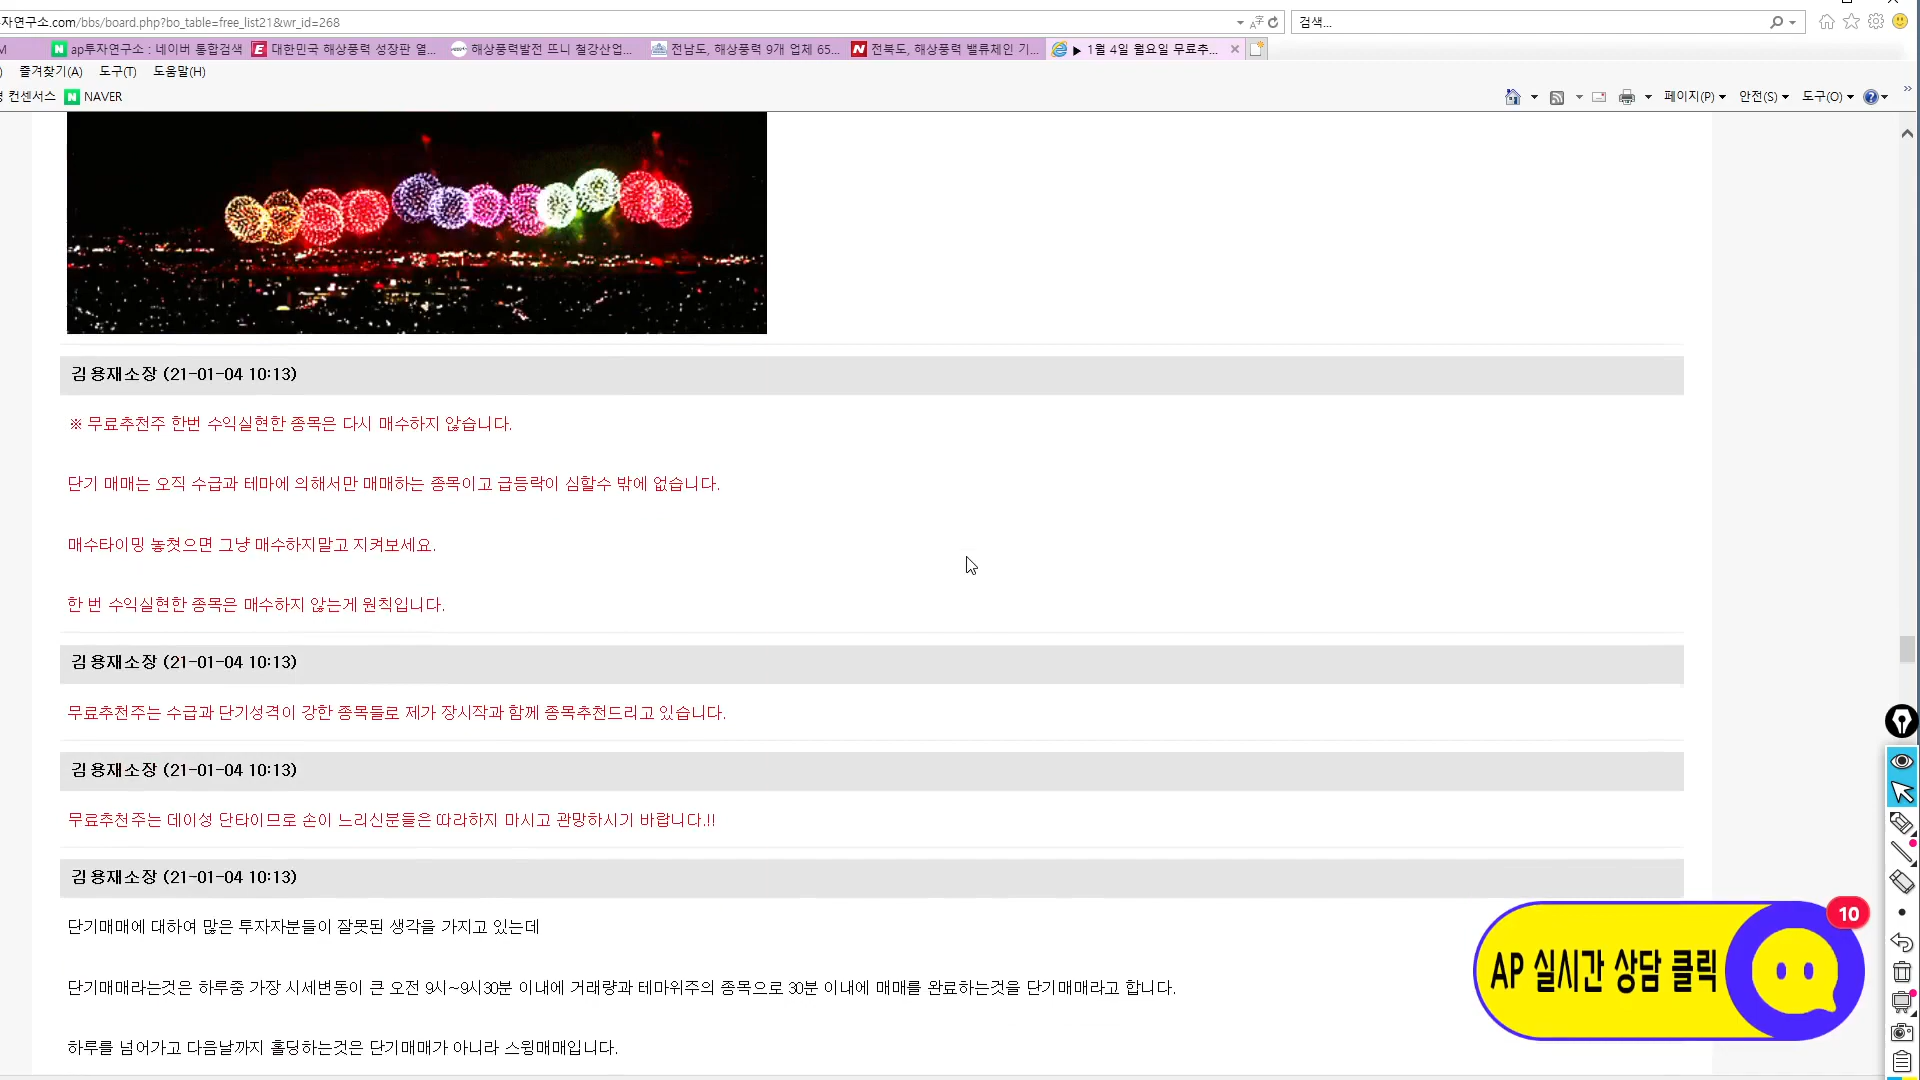 자연구소.com/bbs/board.php?bo_table=free_list21&wr_id=268
검색...
M
ap투자연구소 : 네이버 통합검색
대한민국 해상풍력 성장판 열...
해상풍력발전 뜨니 철강산업...
전남도, 해상풍력 9개 업체 65...
전북도, 해상풍력 밸류체인 기...
▶ 1월 4일 월요일 무료추...
) 즐겨찾기(A) 도구(T) 도움말(H)
컨센서스 NAVER
페이지(P) 안전(S) 도구(O)
김용재소장 (21-01-04 10:13)
※ 무료추천주 한번 수익실현한 종목은 다시 매수하지 않습니다.
단기 매매는 오직 수급과 테마에 의해서만 매매하는 종목이고 급등락이 심할수 밖에 없습니다.
매수타이밍 놓쳣으면 그냥 매수하지말고 지켜보세요.
한 번 수익실현한 종목은 매수하지 않는게 원칙입니다.
김용재소장 (21-01-04 10:13)
무료추천주는 수급과 단기성격이 강한 종목들로 제가 장시작과 함께 종목추천드리고 있습니다.
김용재소장 (21-01-04 10:13)
무료추천주는 데이성 단타이므로 손이 느리신분들은 따라하지 마시고 관망하시기 바랍니다.!!
김용재소장 (21-01-04 10:13)
단기매매에 대하여 많은 투자자분들이 잘못된 생각을 가지고 있는데
단기매매라는것은 하루중 가장 시세변동이 큰 오전 9시~9시30분 이내에 거래량과 테마위주의 종목으로 30분 이내에 매매를 완료하는것을 단기매매라고 합니다.
하루를 넘어가고 다음날까지 홀딩하는것은 단기매매가 아니라 스윙매매입니다.
10
AP 실시간 상담 클릭